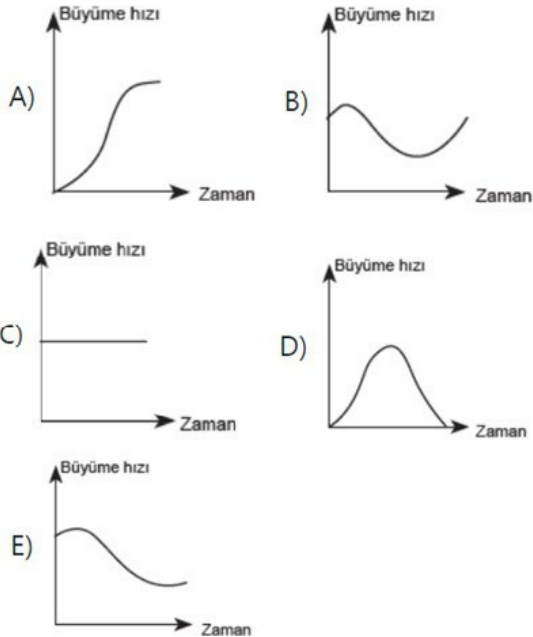 Büyüme hızı
A)
Zaman
Büyüme hızı
B)
Zaman
Büyüme hızı
C)
Zaman
Büyüme hızı
D)
Zaman
Büyüme hızı
E)
Zaman